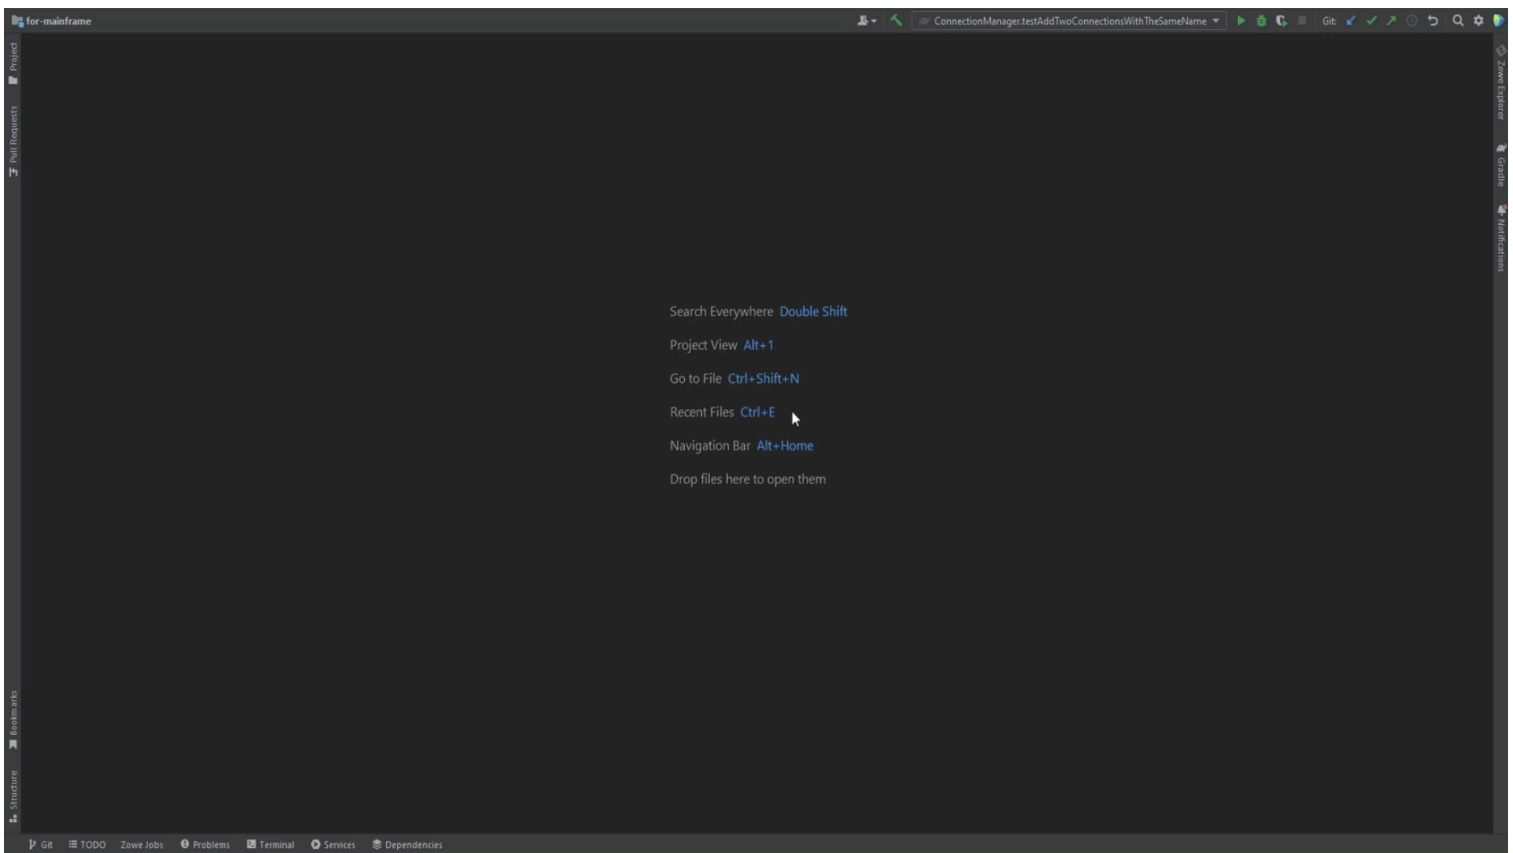 for-mainframe
ConnectionManager.testAddTwoConnectionsWithTheSameName
Git:
Project
Pull Requests
Zowe Explorer
Gradle
Notifications
Search Everywhere Double Shift
Project View Alt+1
Go to File Ctrl+Shift+N
Recent Files Ctrl+E
Navigation Bar Alt+Home
Drop files here to open them
Bookmarks
Structure
Git TODO Zowe Jobs Problems Terminal Services Dependencies